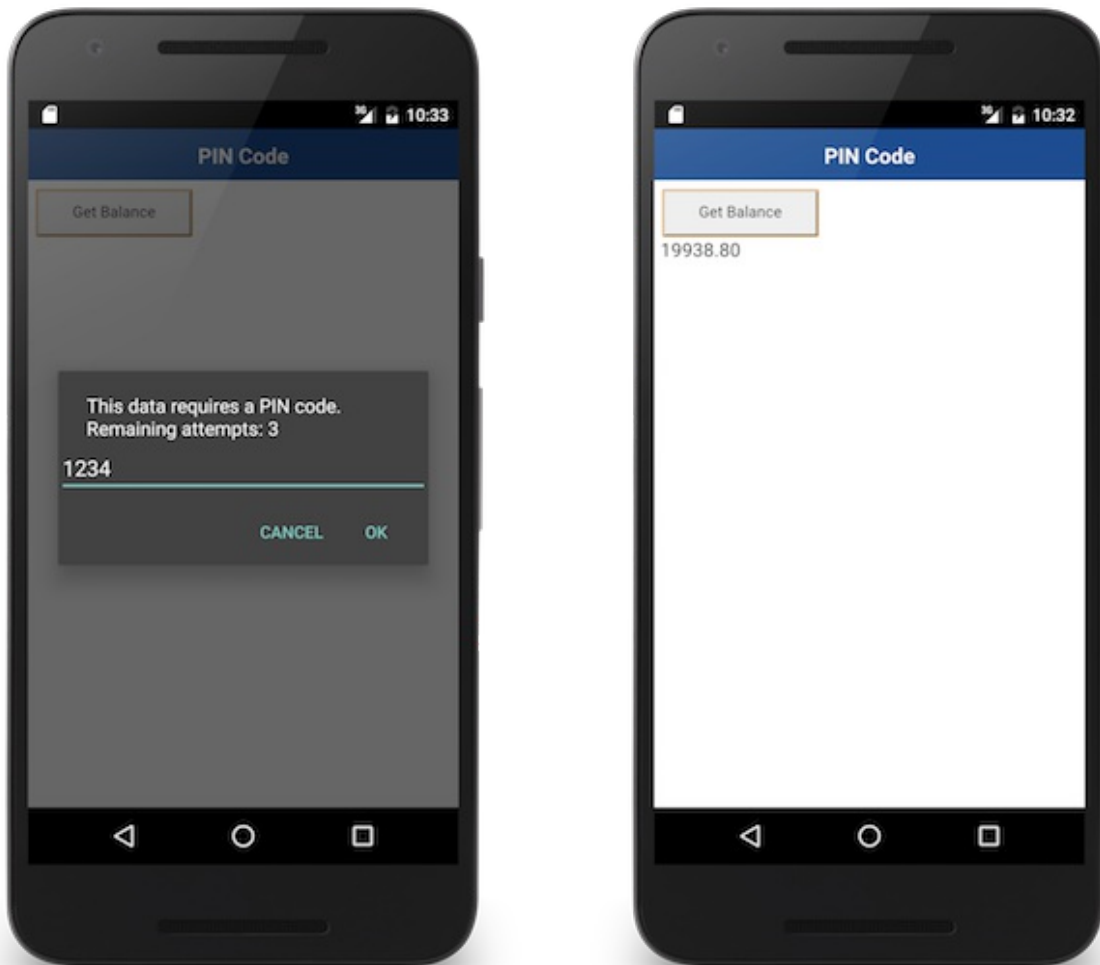 10:33
PIN Code
Get Balance
This data requires a PIN code.
Remaining attempts: 3
1234
CANCEL OK
10:32
PIN Code
Get Balance
19938.80